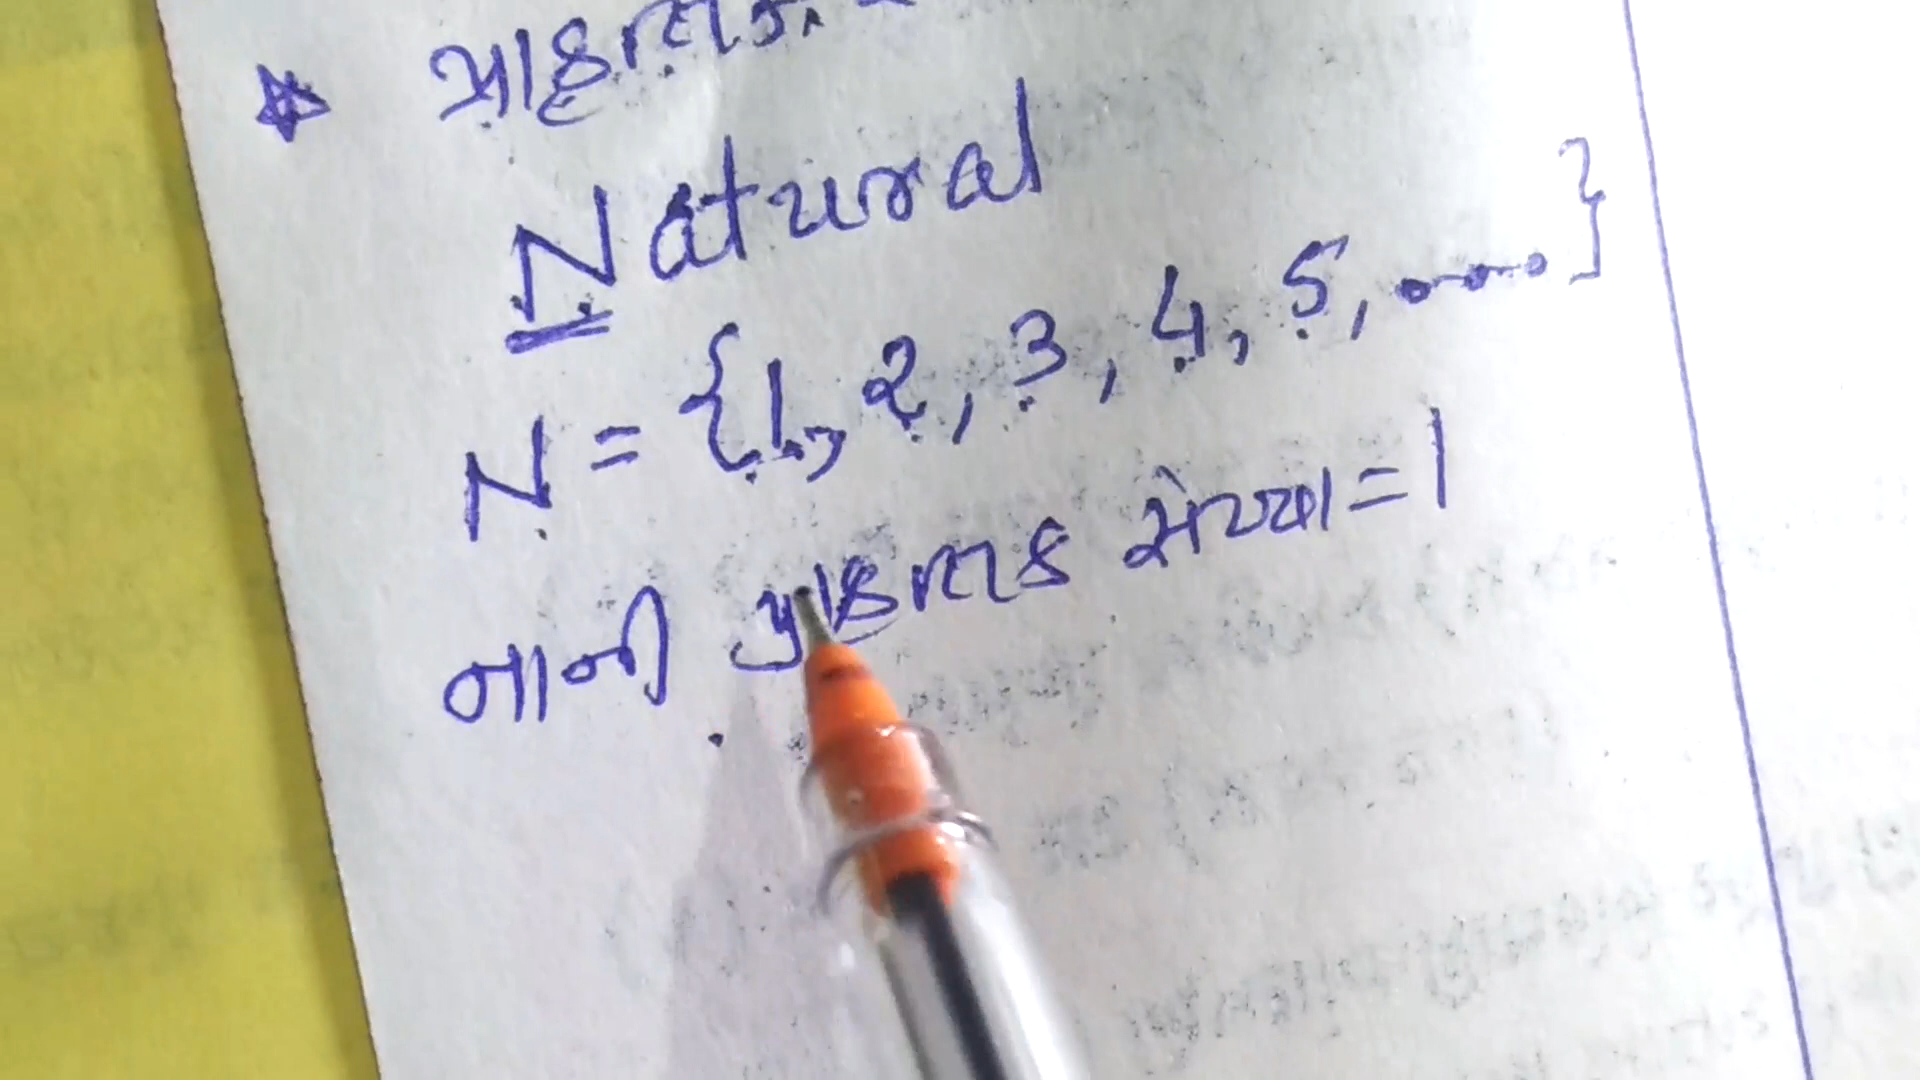 પ્રાકૃતિક
Natural
N = {1, 2, 3, 4, 5, .....}
નાની પ્રાકૃતિક સંખ્યા = 1